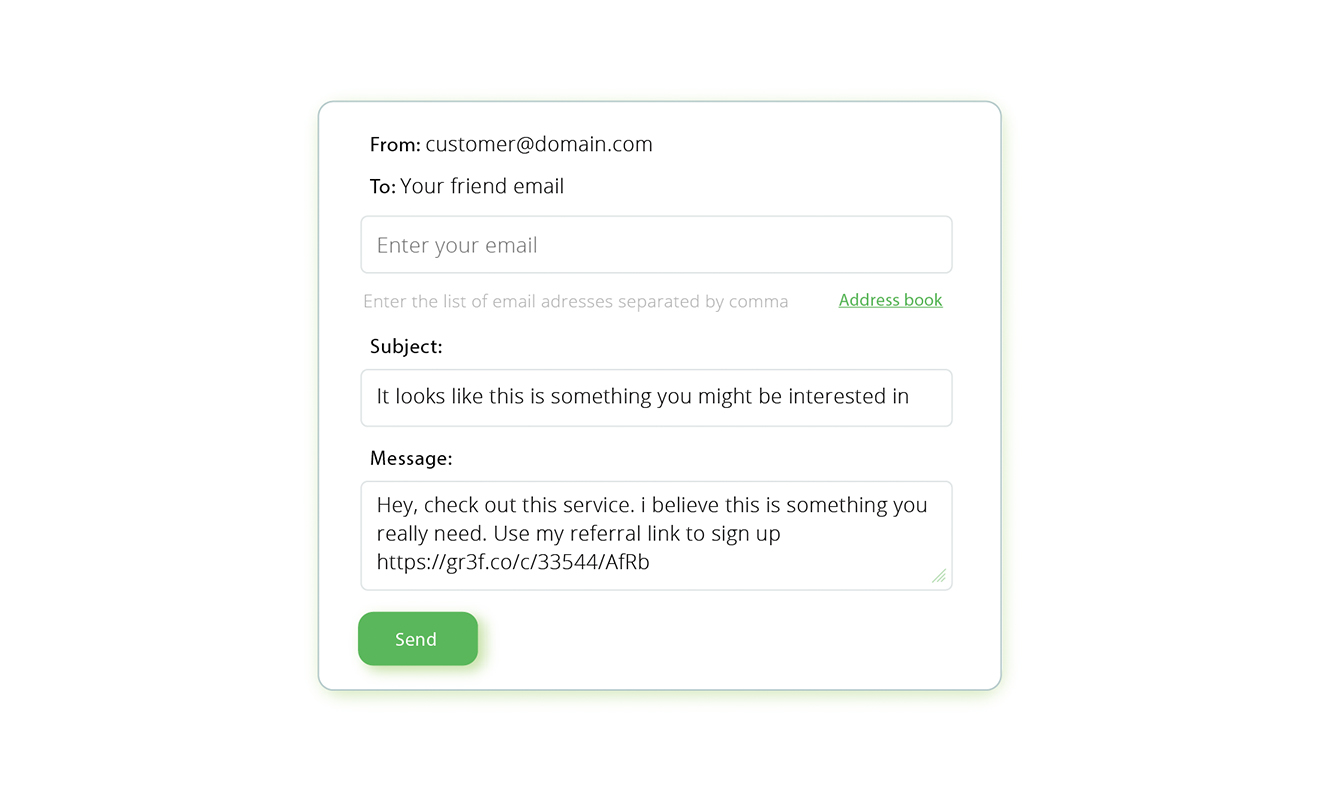 From: customer@domain.com
To: Your friend email
Enter your email
Enter the list of email adresses separated by comma
Address book
Subject:
It looks like this is something you might be interested in
Message:
Hey, check out this service. i believe this is something you
really need. Use my referral link to sign up
https://gr3f.co/c/33544/AfRb
Send